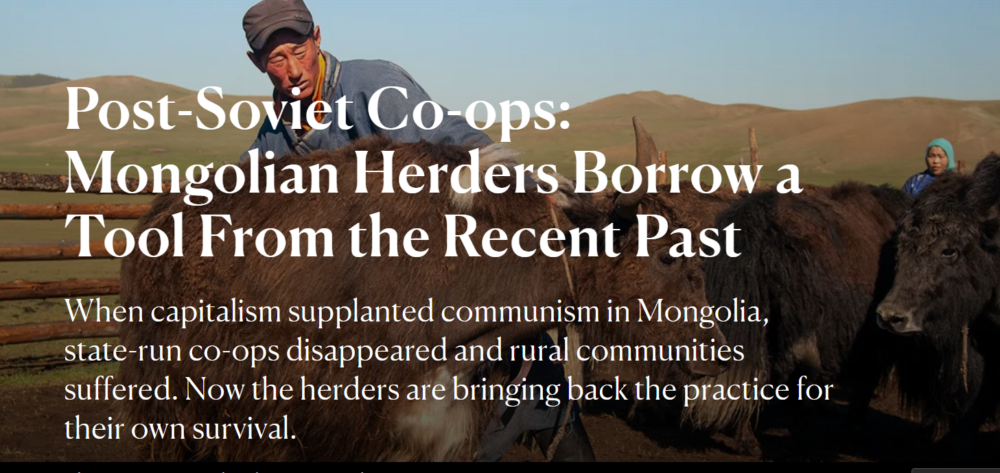 Post-Soviet Co-ops:
Mongolian Herders Borrow a
Tool From the Recent Past
When capitalism supplanted communism in Mongolia,
state-run co-ops disappeared and rural communities
suffered. Now the herders are bringing back the practice for
their own survival.